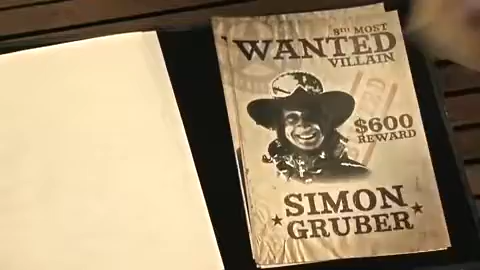 8TH MOST
WANTED
VILLAIN
$600
REWARD
SIMON
GRUBER